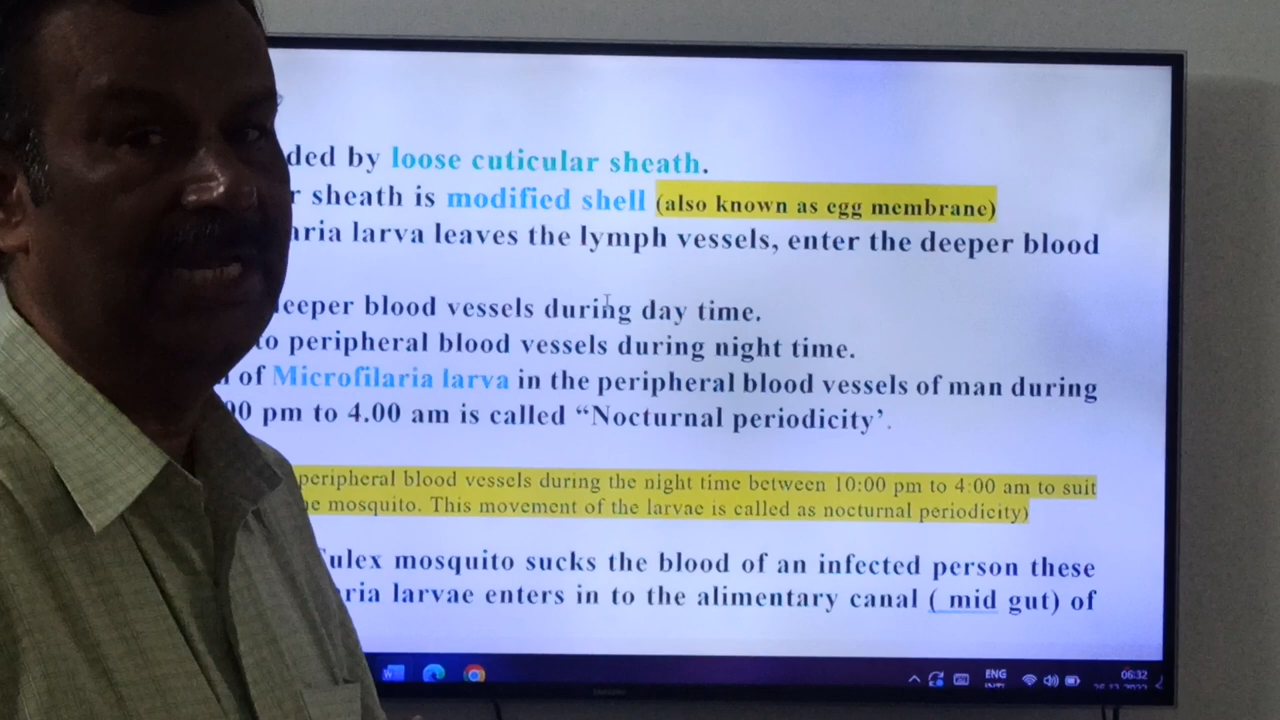 ded by loose cuticular sheath.
r sheath is modified shell (also known as egg membrane)
aria larva leaves the lymph vessels, enter the deeper blood
deeper blood vessels during day time.
to peripheral blood vessels during night time.
of Microfilaria larva in the peripheral blood vessels of man during
00 pm to 4.00 am is called “Nocturnal periodicity’.
peripheral blood vessels during the night time between 10:00 pm to 4:00 am to suit
e mosquito. This movement of the larvae is called as nocturnal periodicity)
ulex mosquito sucks the blood of an infected person these
ria larvae enters in to the alimentary canal ( mid gut) of
ENG
06:32
SAMSUNG